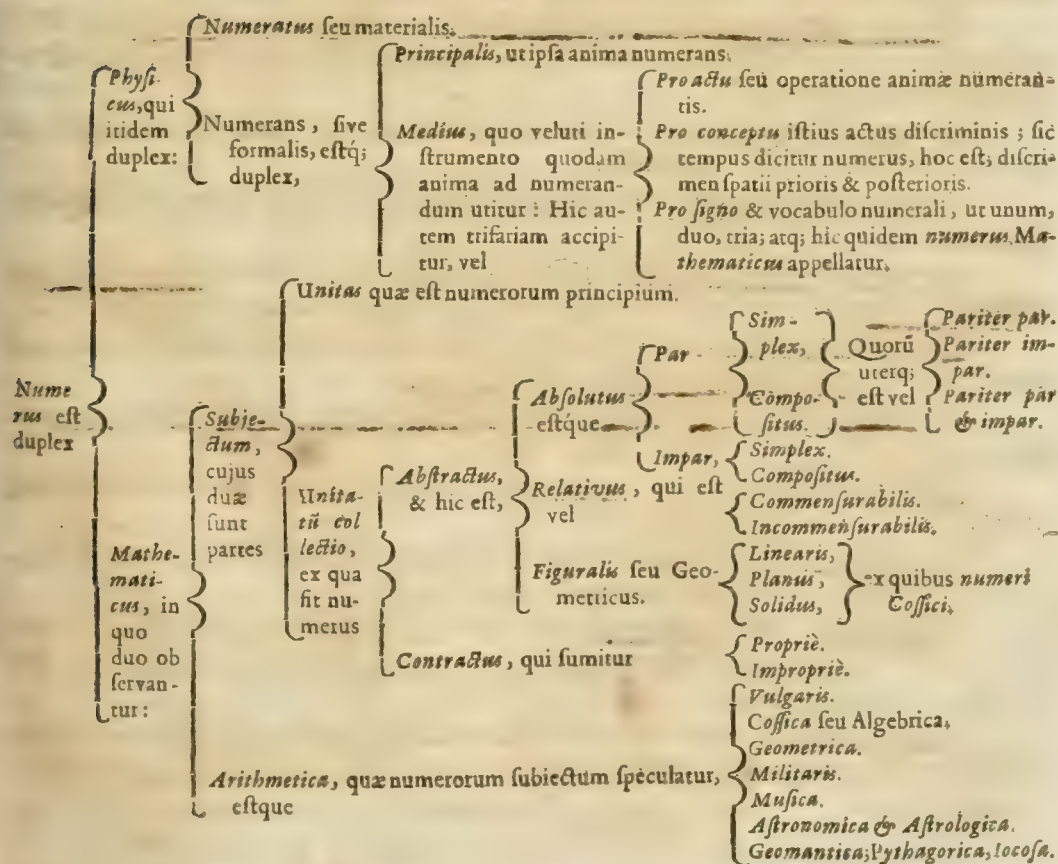 Numeratus ſeu materialis.
Phyſi-
cus, qui
itidem
duplex:
Numerans, ſive
formalis, eſtq́;
duplex,
Principalis, ut ipſa anima numerans.
Medius, quo veluti in-
ſtrumento quodam
anima ad numeran-
dum utitur : Hic au-
tem trifariam accipi-
tur, vel
Pro actu ſeu operatione animæ numeran-
tis.
Pro conceptu iſtius actus diſcriminis ; ſic
tempus dicitur numerus, hoc eſt, diſcri-
men ſpatii prioris & poſterioris.
Pro ſigno & vocabulo numerali, ut unum,
duo, tria; atq; hic quidem numerus Ma-
thematicus appellatur.
Nume
rus eſt
duplex
Mathe-
mati-
cus, in
quo
duo ob
ſervan-
tur:
Subje-
ctum,
cujus
duæ
ſunt
partes
Unitas quæ eſt numerorum principium.
Unita-
tū col
lectio,
ex qua
fit nu-
merus
Abſtractus,
& hic eſt,
Abſolutus
eſtque
Par
Sim-
plex,
Compo-
ſitus.
Quorū
uterq;
eſt vel
Pariter par.
Pariter im-
par.
Pariter par
& impar.
Impar,
Simplex.
Compoſitus.
Relativus, qui eſt
vel
Commenſurabilis.
Incommenſurabilis.
Figuralis ſeu Geo-
metricus.
Linearis,
Planus,
Solidus,
ex quibus numeri
Coſſici.
Contractus, qui ſumitur
Propriè.
Impropriè.
Arithmetica, quæ numerorum ſubiectum ſpeculatur,
eſtque
Vulgaris.
Coſſica ſeu Algebrica.
Geometrica.
Militaris.
Muſica.
Aſtronomica & Aſtrologica.
Geomantica; Pythagorica, Iocoſa.